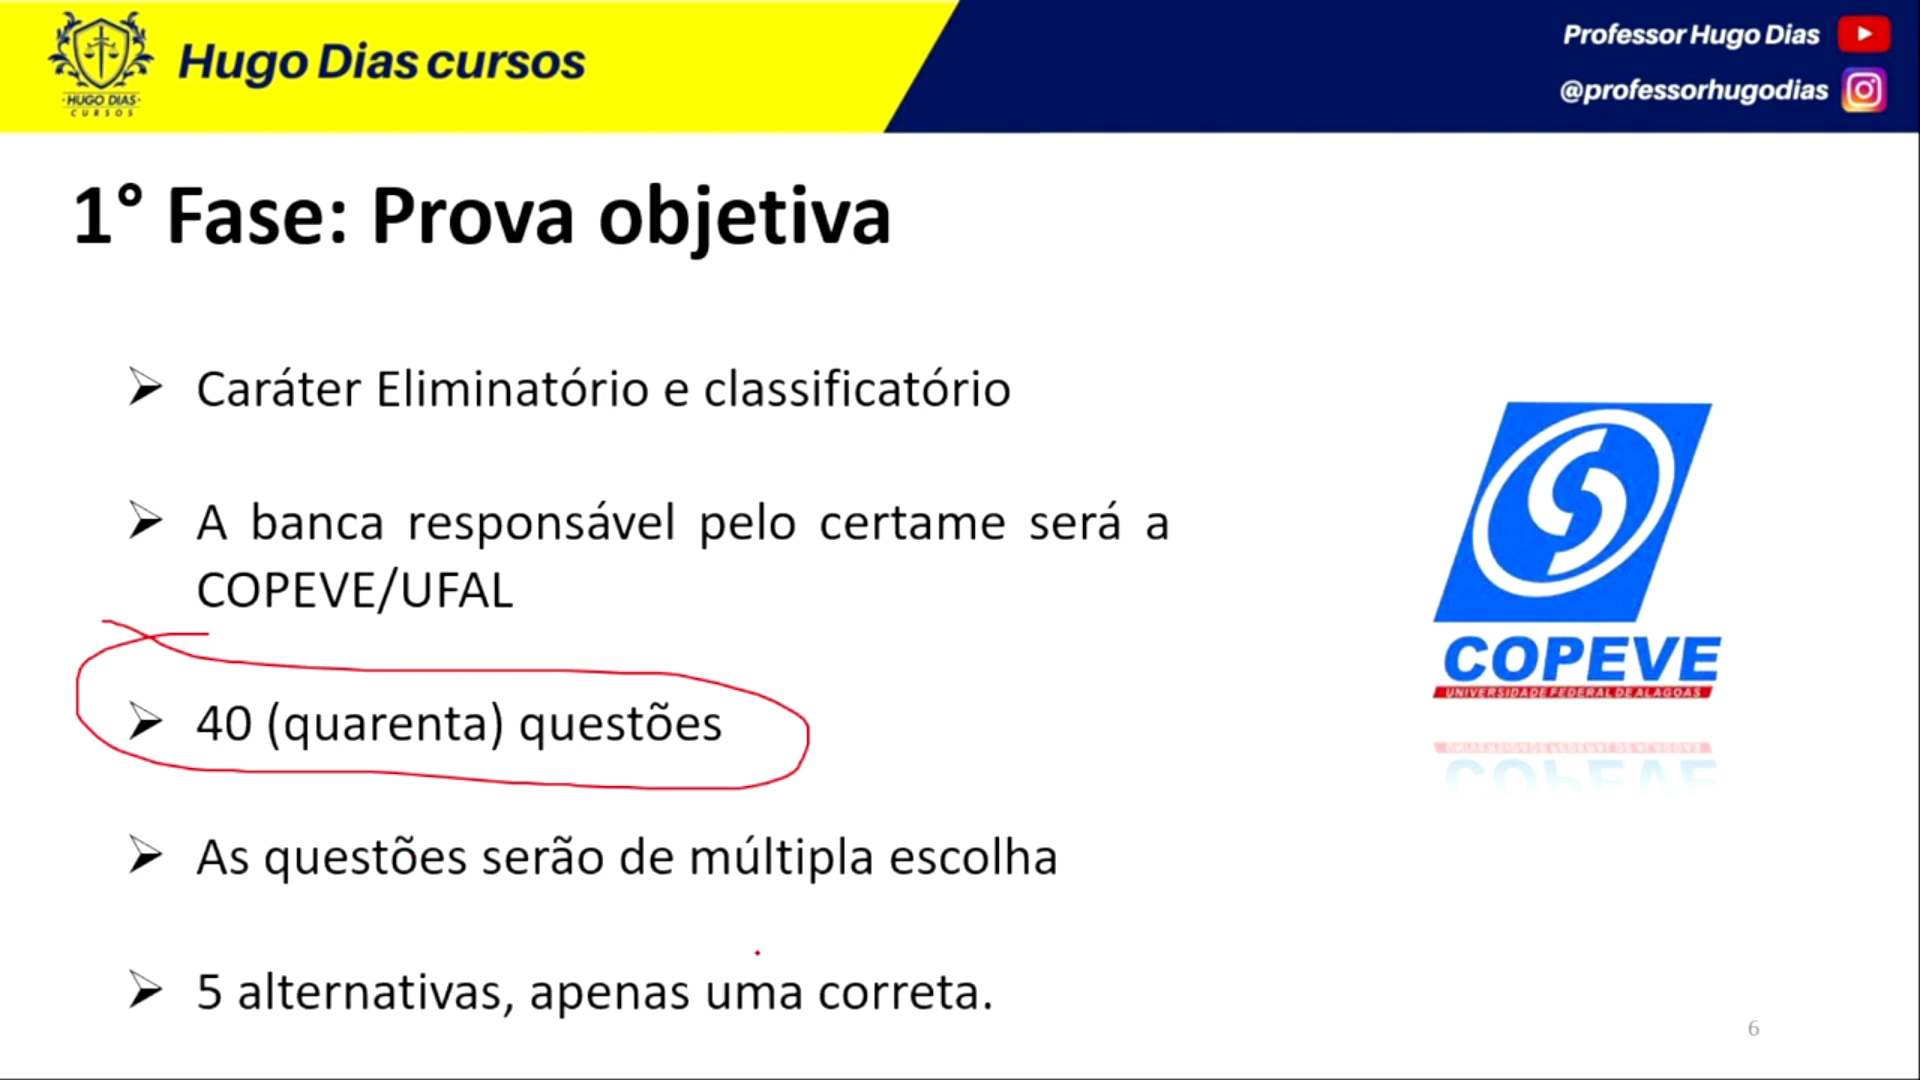 HUGO DIAS
CURSOS
Hugo Dias cursos
Professor Hugo Dias
@professorhugodias
1° Fase: Prova objetiva
Caráter Eliminatório e classificatório
A banca responsável pelo certame será a
COPEVE/UFAL
40 (quarenta) questões
As questões serão de múltipla escolha
5 alternativas, apenas uma correta.
COPEVE
UNIVERSIDADE FEDERAL DE ALAGOAS
6